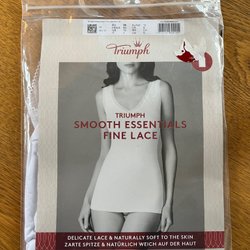 Triumph
TRIUMPH
SMOOTH ESSENTIALS
FINE LACE
DELICATE LACE & NATURALLY SOFT TO THE SKIN
ZARTE SPITZE & NATÜRLICH WEICH AUF DER HAUT